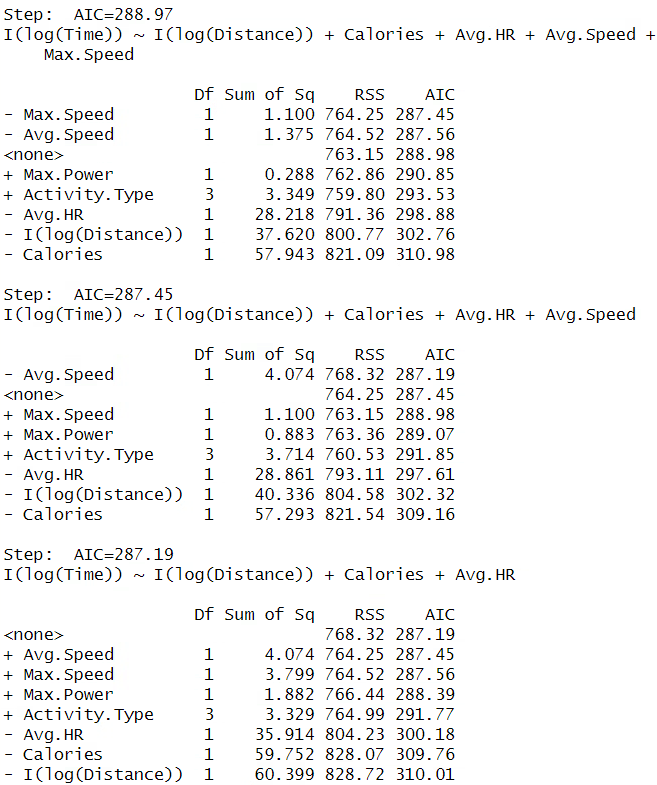 Step:  AIC=288.97
I(log(Time)) ~ I(log(Distance)) + Calories + Avg.HR + Avg.Speed +
    Max.Speed
                   Df Sum of Sq    RSS    AIC
- Max.Speed         1     1.100 764.25 287.45
- Avg.Speed         1     1.375 764.52 287.56
<none>                          763.15 288.98
+ Max.Power         1     0.288 762.86 290.85
+ Activity.Type     3     3.349 759.80 293.53
- Avg.HR            1    28.218 791.36 298.88
- I(log(Distance))  1    37.620 800.77 302.76
- Calories          1    57.943 821.09 310.98
Step:  AIC=287.45
I(log(Time)) ~ I(log(Distance)) + Calories + Avg.HR + Avg.Speed
                   Df Sum of Sq    RSS    AIC
- Avg.Speed         1     4.074 768.32 287.19
<none>                          764.25 287.45
+ Max.Speed         1     1.100 763.15 288.98
+ Max.Power         1     0.883 763.36 289.07
+ Activity.Type     3     3.714 760.53 291.85
- Avg.HR            1    28.861 793.11 297.61
- I(log(Distance))  1    40.336 804.58 302.32
- Calories          1    57.293 821.54 309.16
Step:  AIC=287.19
I(log(Time)) ~ I(log(Distance)) + Calories + Avg.HR
                   Df Sum of Sq    RSS    AIC
<none>                          768.32 287.19
+ Avg.Speed         1     4.074 764.25 287.45
+ Max.Speed         1     3.799 764.52 287.56
+ Max.Power         1     1.882 766.44 288.39
+ Activity.Type     3     3.329 764.99 291.77
- Avg.HR            1    35.914 804.23 300.18
- Calories          1    59.752 828.07 309.76
- I(log(Distance))  1    60.399 828.72 310.01